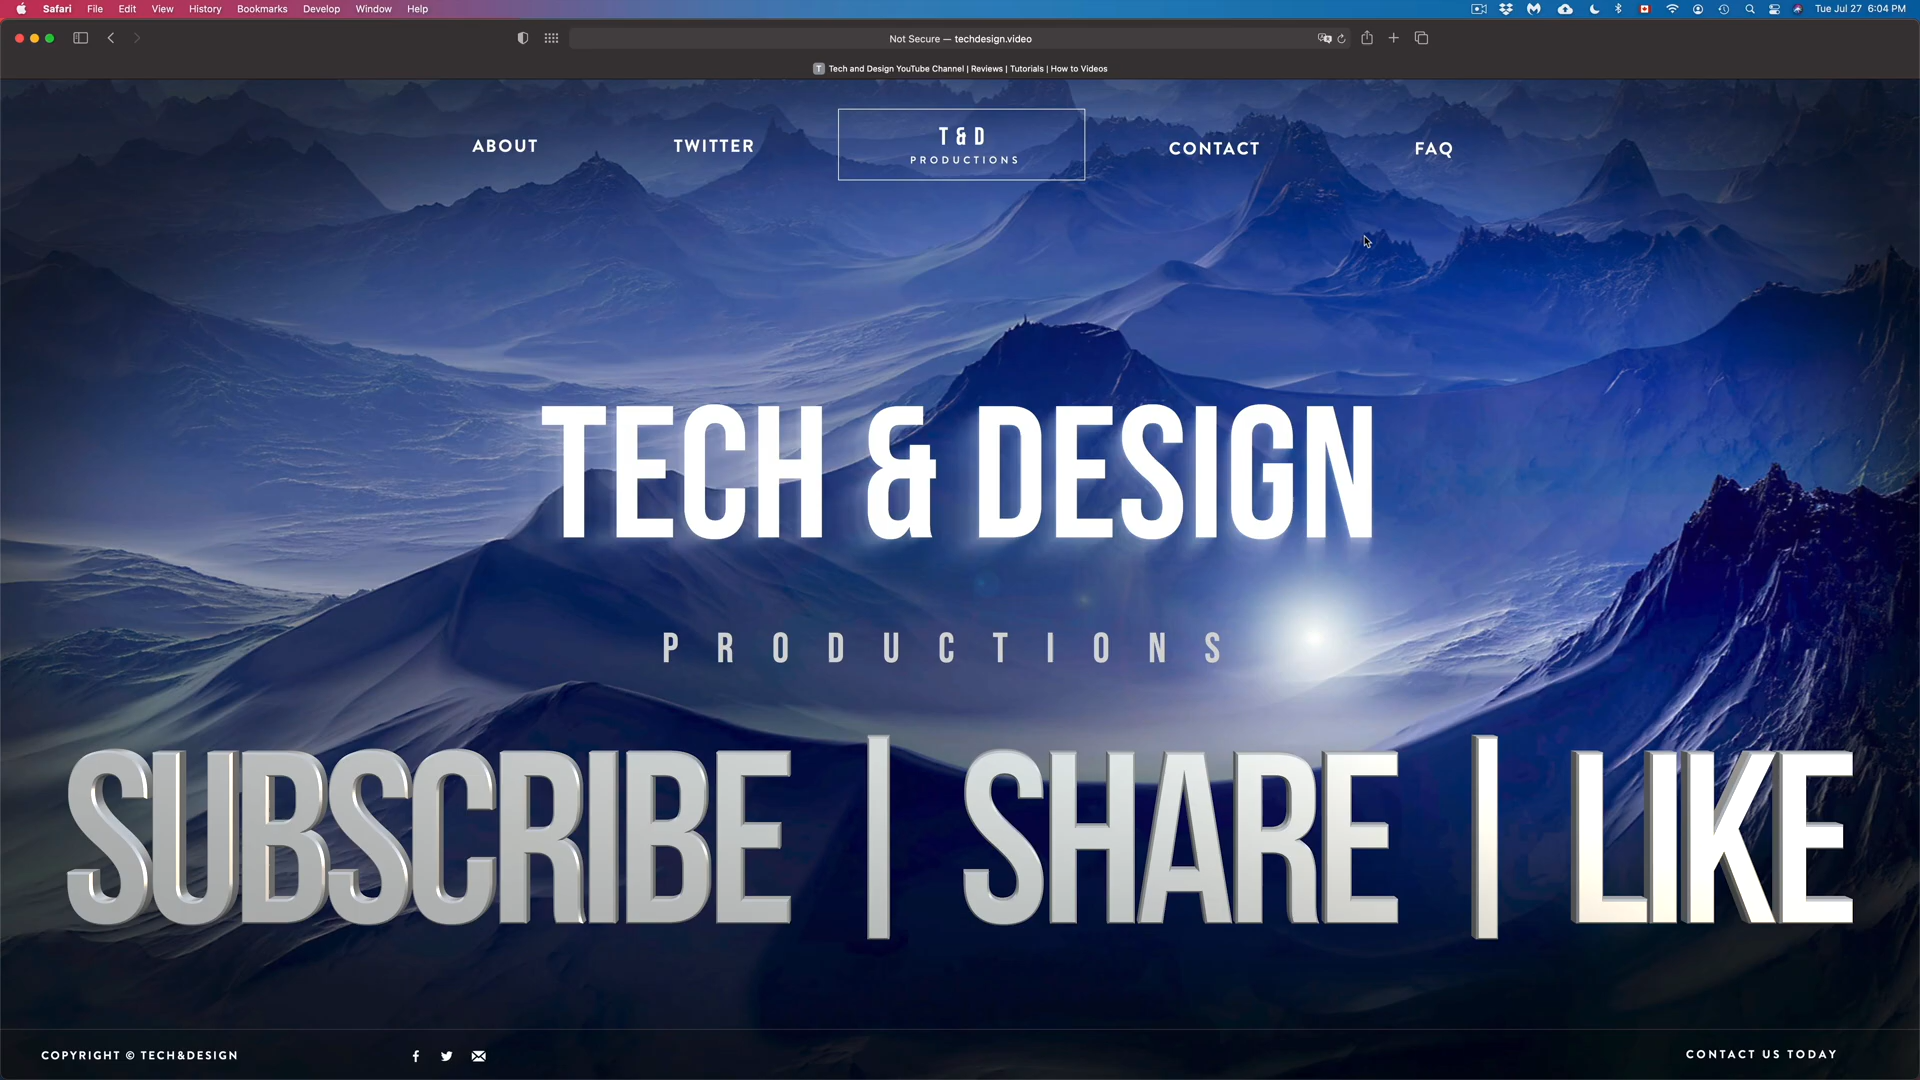 Safari File Edit View History Bookmarks Develop Window Help Tue Jul 27 6:04 PM
Not Secure — techdesign.video
T Tech and Design YouTube Channel | Reviews | Tutorials | How to Videos
ABOUT TWITTER T & D CONTACT FAQ
PRODUCTIONS
TECH & DESIGN
PRODUCTIONS
SUBSCRIBE | SHARE | LIKE
COPYRIGHT © TECH&DESIGN CONTACT US TODAY